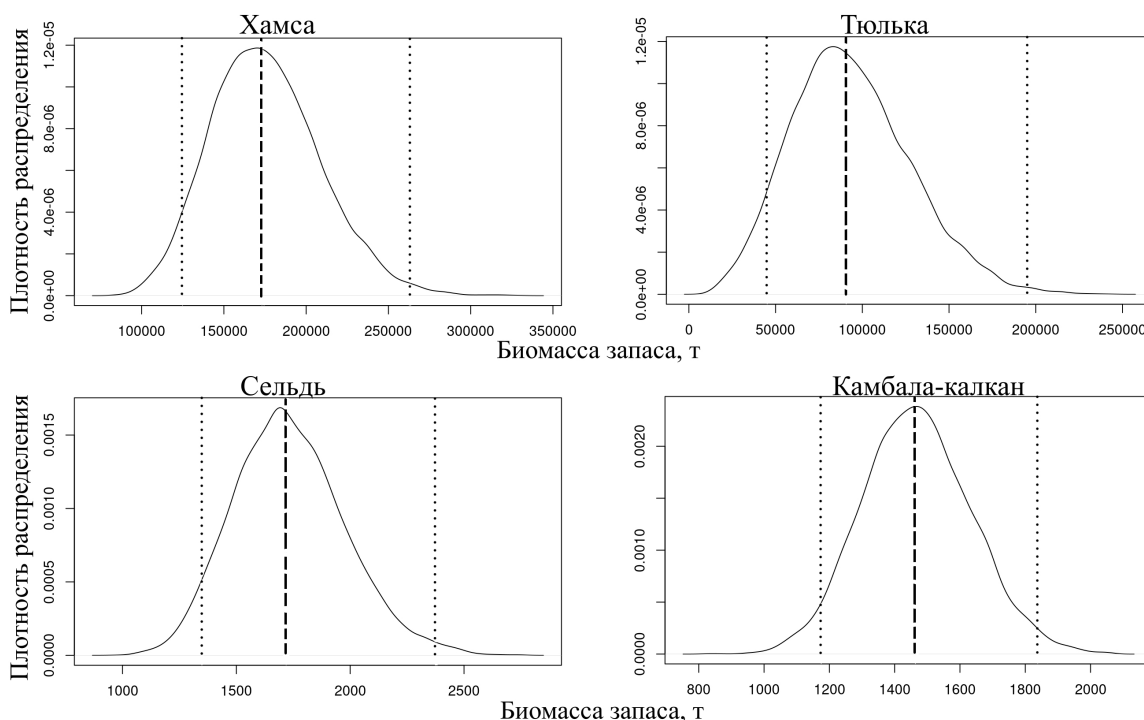 Хамса
Тюлька
Плотность распределения
0.0e+00 4.0e-06 8.0e-06 1.2e-05
100000 150000 200000 250000 300000 350000
0.0e+00 4.0e-06 8.0e-06 1.2e-05
0 50000 100000 150000 200000 250000
Биомасса запаса, т
Сельдь
Камбала-калкан
Плотность распределения
0.0000 0.0005 0.0010 0.0015
1000 1500 2000 2500
0.0000 0.0010 0.0020
800 1000 1200 1400 1600 1800 2000
Биомасса запаса, т